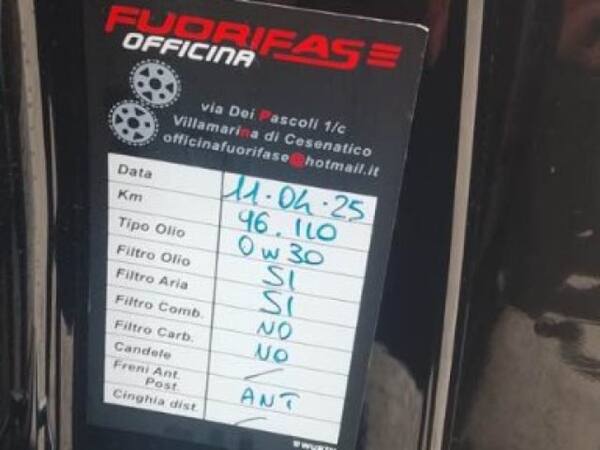 FUORIFASE
OFFICINA
via Dei Pascoli 1/c
Villamarina di Cesenatico
officinafuorifase@hotmail.it
Data 11.04.25
Km 96.110
Tipo Olio 0W30
Filtro Olio SI
Filtro Aria SI
Filtro Comb. NO
Filtro Carb. NO
Candele /
Freni Ant.
Post. ANT
Cinghia dist. /